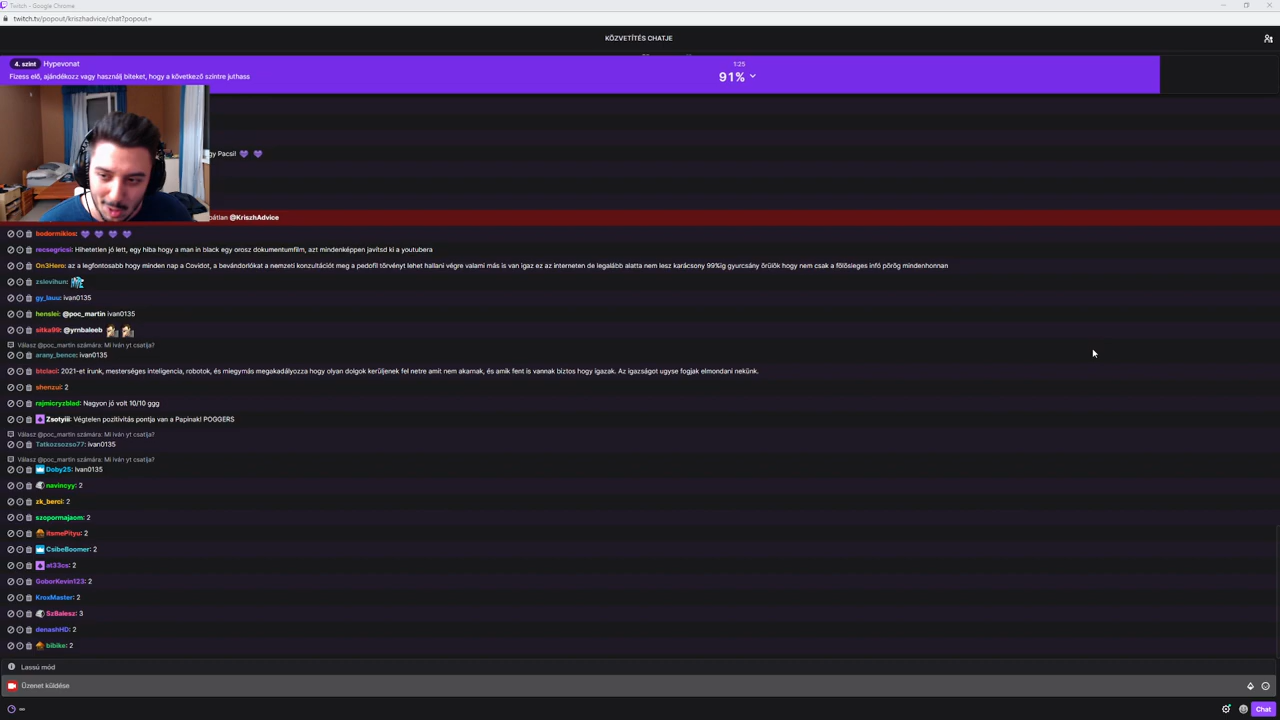 Twitch - Google Chrome
twitch.tv/popout/kriszhadvice/chat?popout=
KÖZVETÍTÉS CHATJE
4. szint Hypevonat
Fizess elő, ajándékozz vagy használj biteket, hogy a következő szintre juthass
1:25
91%
gy Pacsi!
pátlan @KriszhAdvice
bodormiklos:
recsegricsi: Hihetetlen jó lett, egy hiba hogy a man in black egy orosz dokumentumfilm, azt mindenképpen javítsd ki a youtubera
On3Hero: az a legfontosabb hogy minden nap a Covidot, a bevándorlókat a nemzeti konzultációt meg a pedofil törvényt lehet hallani végre valami más is van igaz ez az interneten de legalább alatta nem lesz karácsony 99%ig gyurcsány örülök hogy nem csak a fölösleges infó pörög mindenhonnan
zsievihun:
gy_lauu: ivan0135
henslei: @poc_martin ivan0135
aitka99: @yrnbaleeb
Válasz @poc_martin számára: Mi iván yt csatija?
arany_bence: ivan0135
btclaci: 2021-et írunk, mesterséges inteligencia, robotok, és miegymás megakadályozza hogy olyan dolgok kerüljenek fel netre amit nem akarnak, és amik fent is vannak biztos hogy igazak. Az igazságot ugyse fogjak elmondani nekünk.
shenzui: 2
rajmicryzblad: Nagyon jó volt 10/10 ggg
Zsotyiii: Végtelen pozitivitás pontja van a Papinak! POGGERS
Válasz @poc_martin számára: Mi iván yt csatija?
Tatkozsozso77: ivan0135
Válasz @poc_martin számára: Mi iván yt csatija?
Doby25: Ivan0135
navincyy: 2
zk_berci: 2
szopormajaom: 2
itsmePityu: 2
CsibeBoomer: 2
at33cs: 2
GoborKevin123: 2
KroxMaster: 2
SzBalesz: 3
denashHD: 2
bibike: 2
Lassú mód
Üzenet küldése
Chat